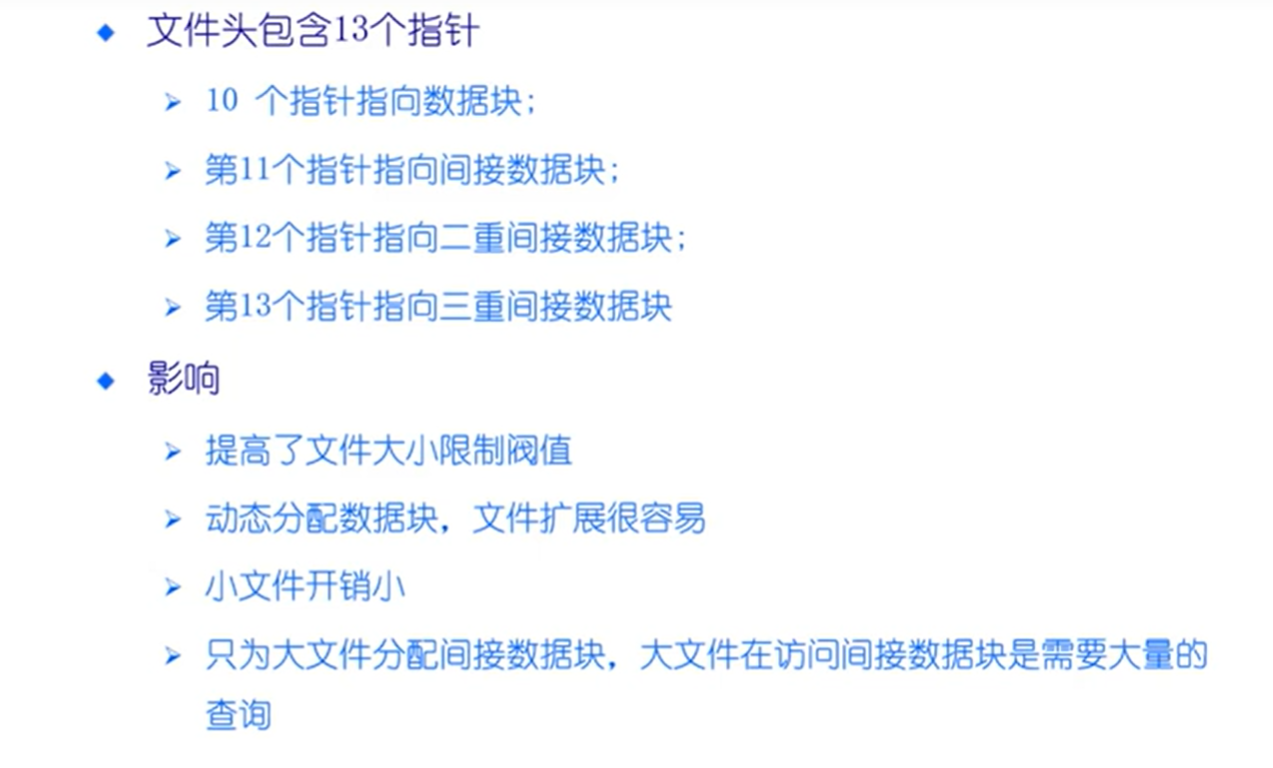 文件头包含13个指针
10 个指针指向数据块;
第11个指针指向间接数据块;
第12个指针指向二重间接数据块;
第13个指针指向三重间接数据块
影响
提高了文件大小限制阀值
动态分配数据块，文件扩展很容易
小文件开销小
只为大文件分配间接数据块，大文件在访问间接数据块是需要大量的
查询